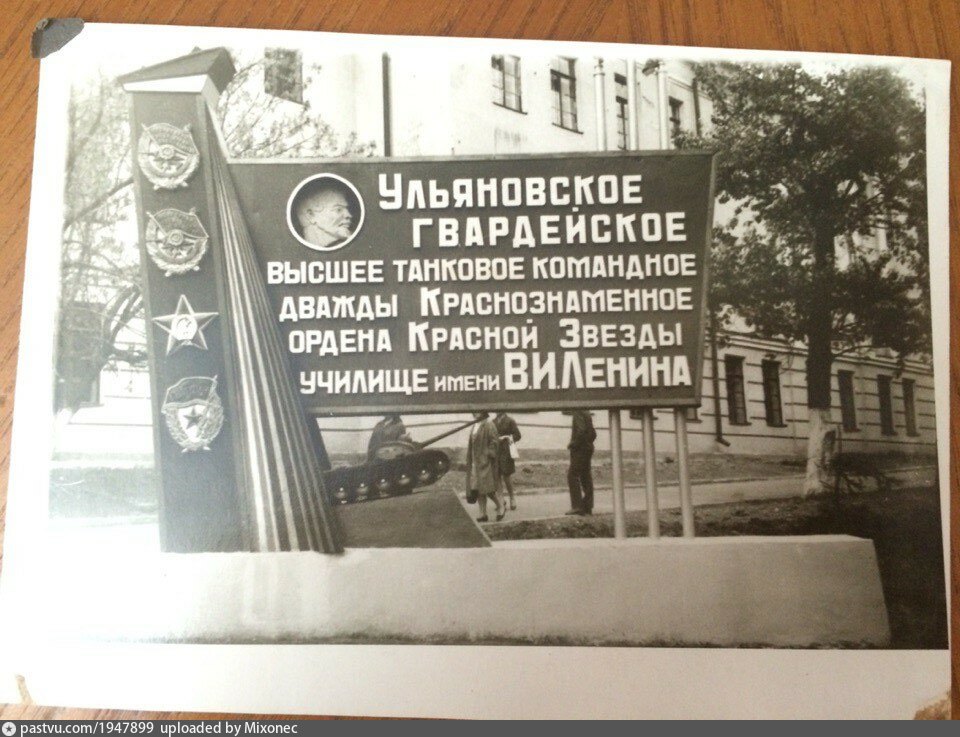 Ульяновское
гвардейское
высшее танковое командное
дважды Краснознаменное
ордена Красной Звезды
училище имени В.И.Ленина
pastvu.com/1947899 uploaded by Mixonec